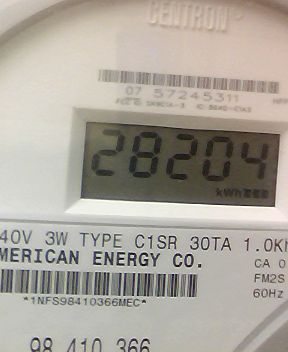 CENTRON®
07 57245311
28204
kWh
40V 3W TYPE C1SR 30TA 1.0K
MERICAN ENERGY CO.
CA 0
FM2S
60Hz
*1NFS98410366MEC*
98 410 366